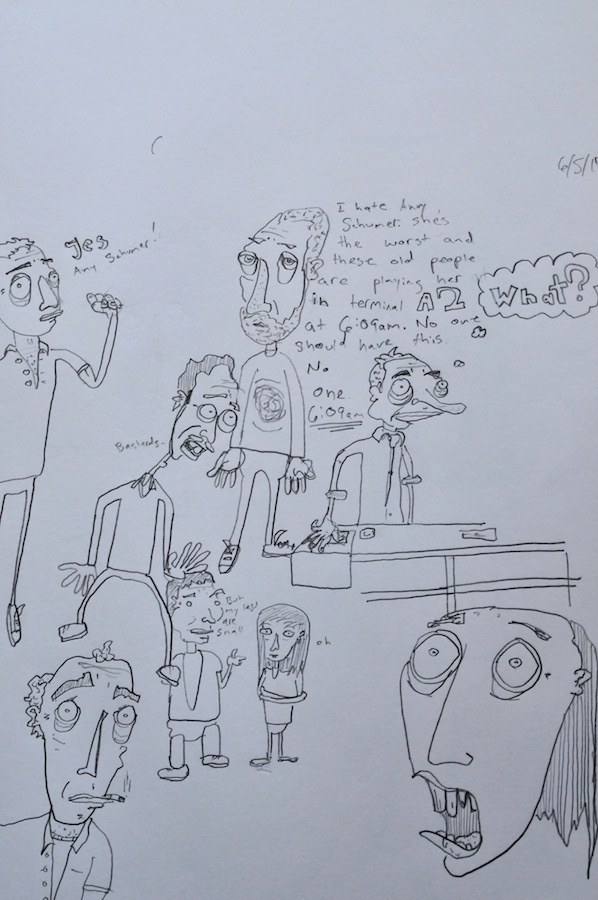 6/5/1
Yes
Amy Schumer!
I hate Amy
Schumer. She's
the worst and
these old people
are playing her
in terminal A2
at 6:09am. No one
should have this.
No
one
6:09am
What?
Bastards.
But
my legs
are
small
oh